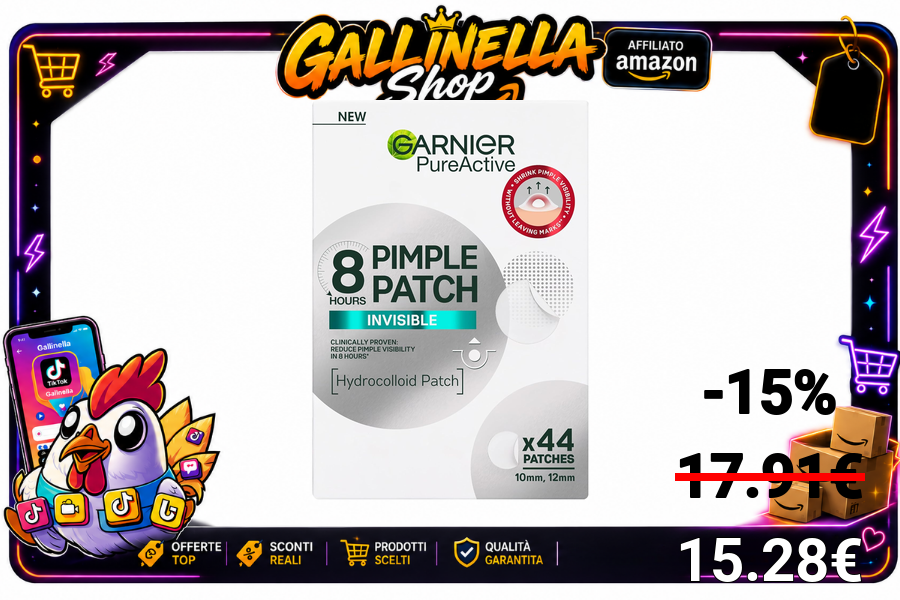 GALLINELLA
Shop
AFFILIATO
amazon
NEW
GARNIER
PureActive
SHRINK PIMPLE VISIBILITY
WITHOUT LEAVING MARKS**
8
HOURS
PIMPLE
PATCH
INVISIBLE
CLINICALLY PROVEN:
REDUCE PIMPLE VISIBILITY
IN 8 HOURS*
[Hydrocolloid Patch]
x44
PATCHES
10mm, 12mm
Gallinella
TikTok
Gallinella
-15%
17.91€
15.28€
OFFERTE
TOP
SCONTI
REALI
PRODOTTI
SCELTI
QUALITÀ
GARANTITA